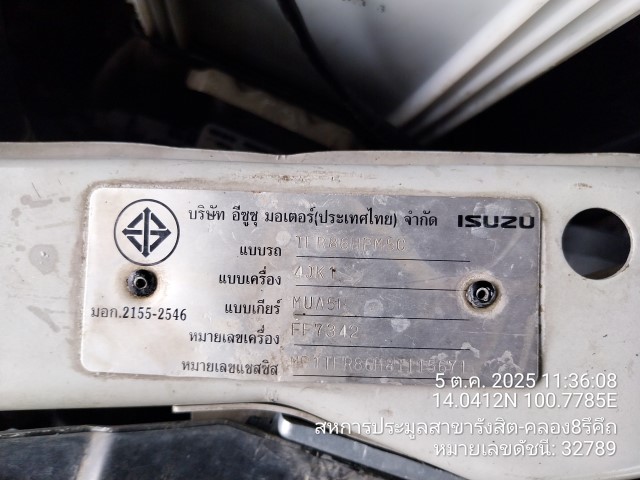 บริษัท อีซูซุ มอเตอร์(ประเทศไทย) จำกัด ISUZU
แบบรถ
แบบเครื่อง 4JK1
มอก.2155-2546
แบบเกียร์ MUA5
หมายเลขเครื่อง FF7342
หมายเลขแชสซีส
5 ต.ค. 2025 11:36:08
14.0412N 100.7785E
สหการประมูลสาขารังสิต-คลอง8รีคีถ
หมายเลขดัชนี: 32789